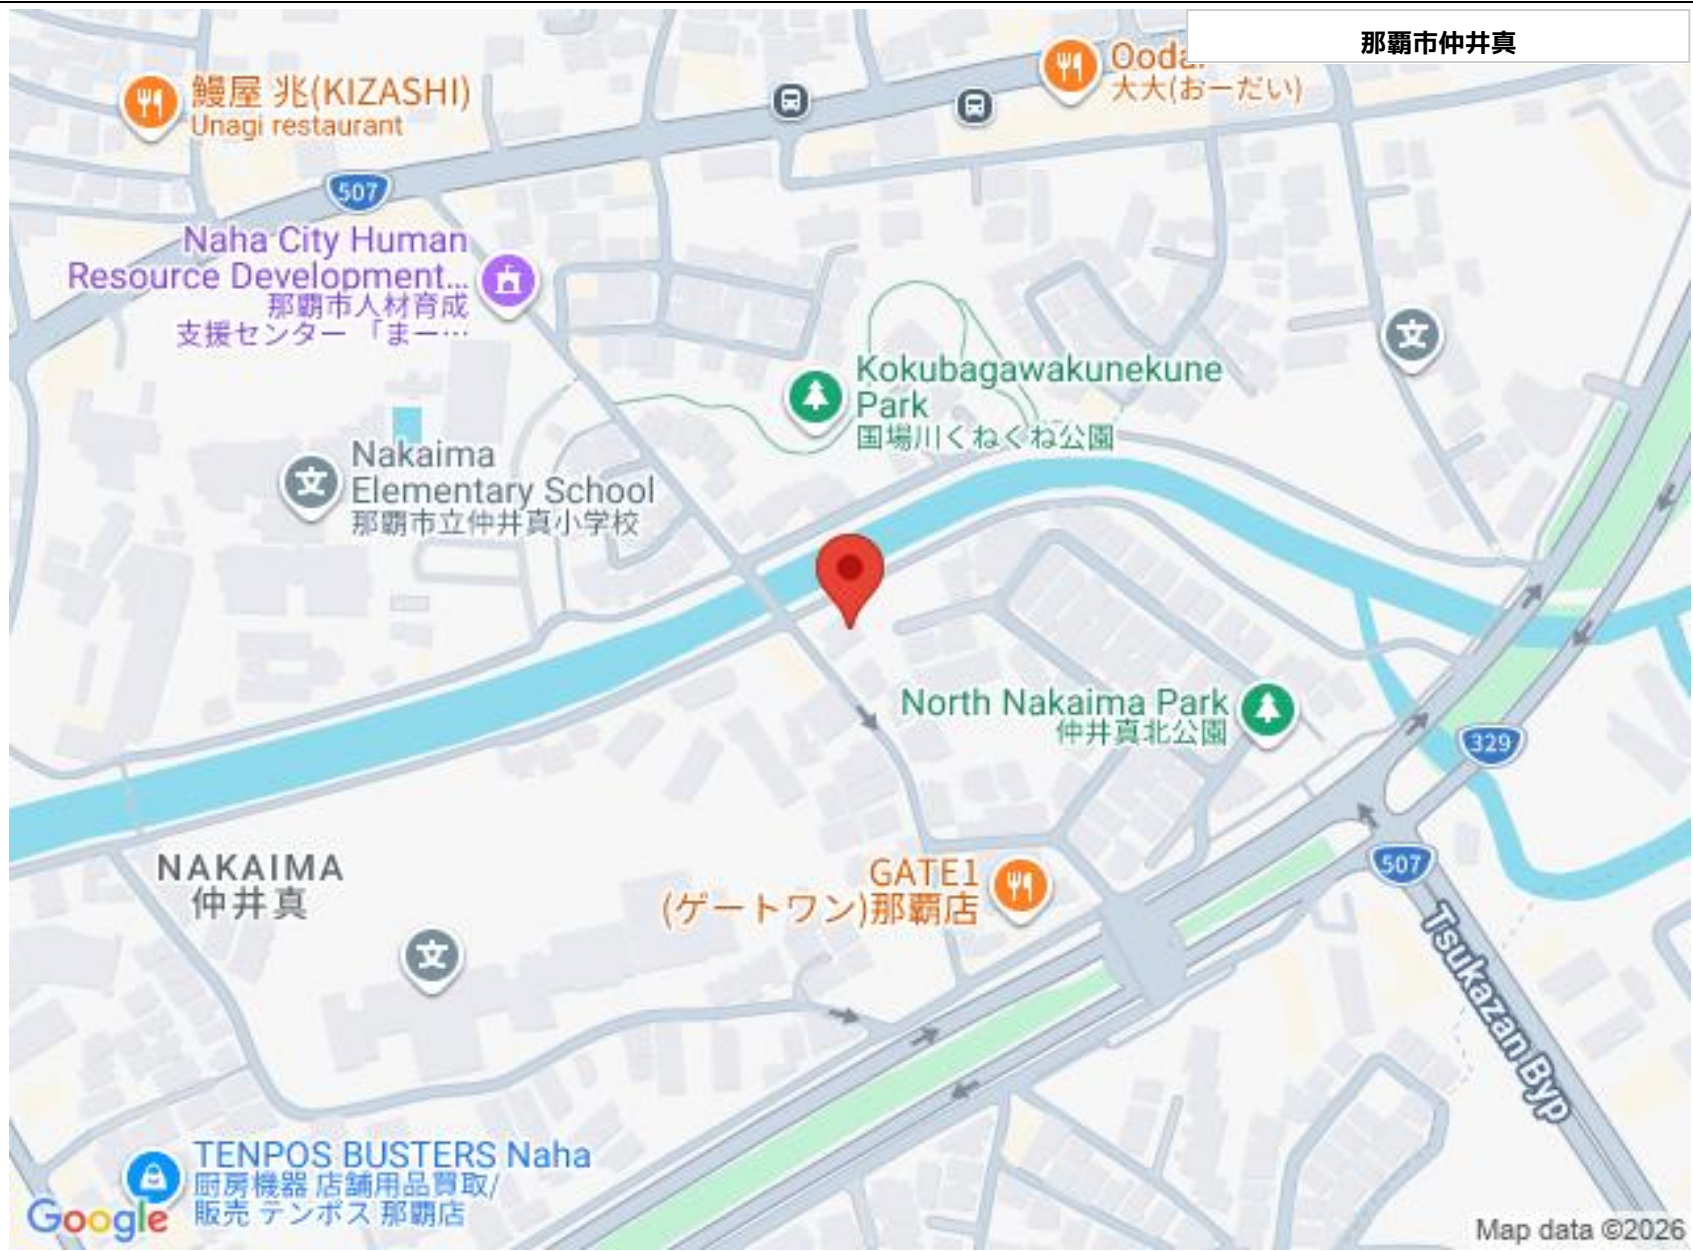 那覇市仲井真
鰻屋 兆(KIZASHI)
Unagi restaurant
大大(おーだい)
507
Naha City Human
Resource Development...
那覇市人材育成
支援センター 「まー…
文
Kokubagawakunekune
Park
国場川くねくね公園
Nakaima
Elementary School
那覇市立仲井真小学校
文
North Nakaima Park
仲井真北公園
329
507
GATE1
(ゲートワン)那覇店
NAKAIMA
仲井真
文
Tsukazan Byp
TENPOS BUSTERS Naha
厨房機器 店舗用品買取/
販売 テンポス 那覇店
Google
Map data ©2026